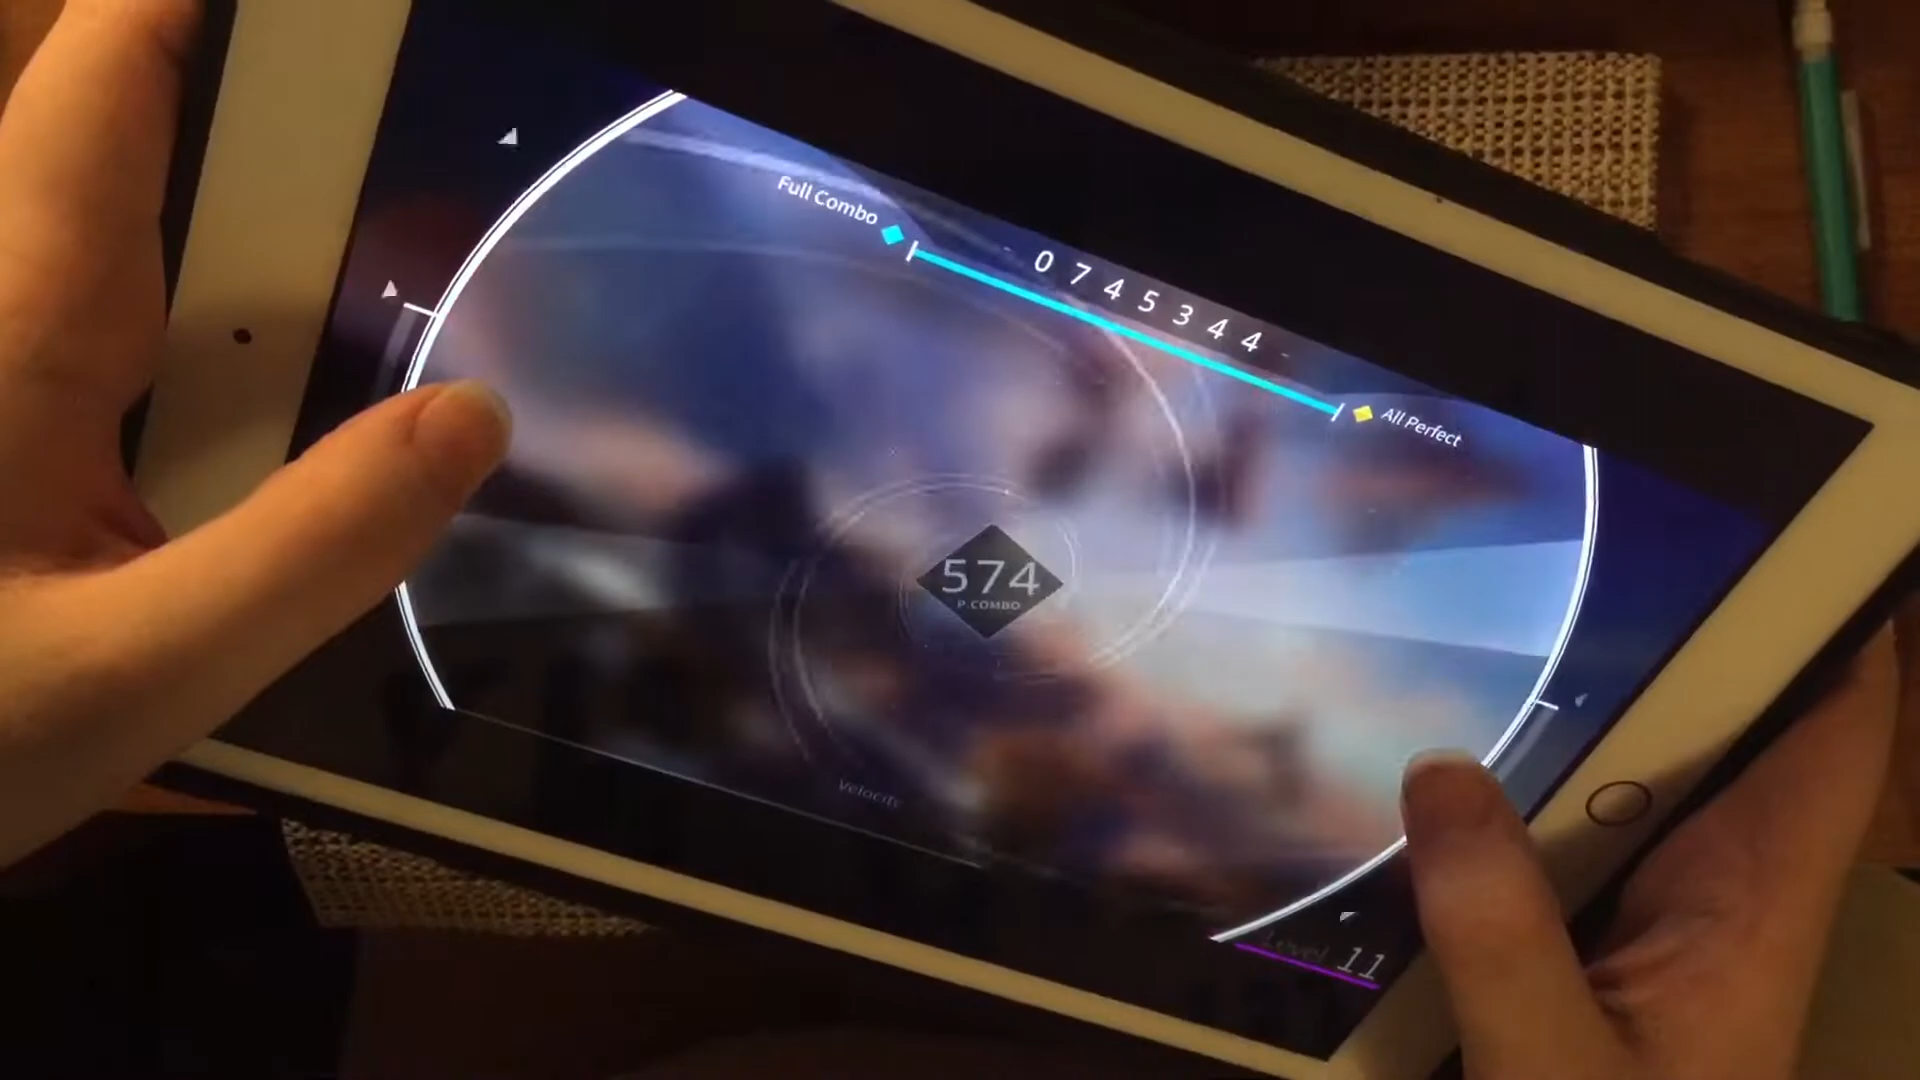 Full Combo
- 0745344 -
All Perfect
574
P.COMBO
Velocity
Level 11